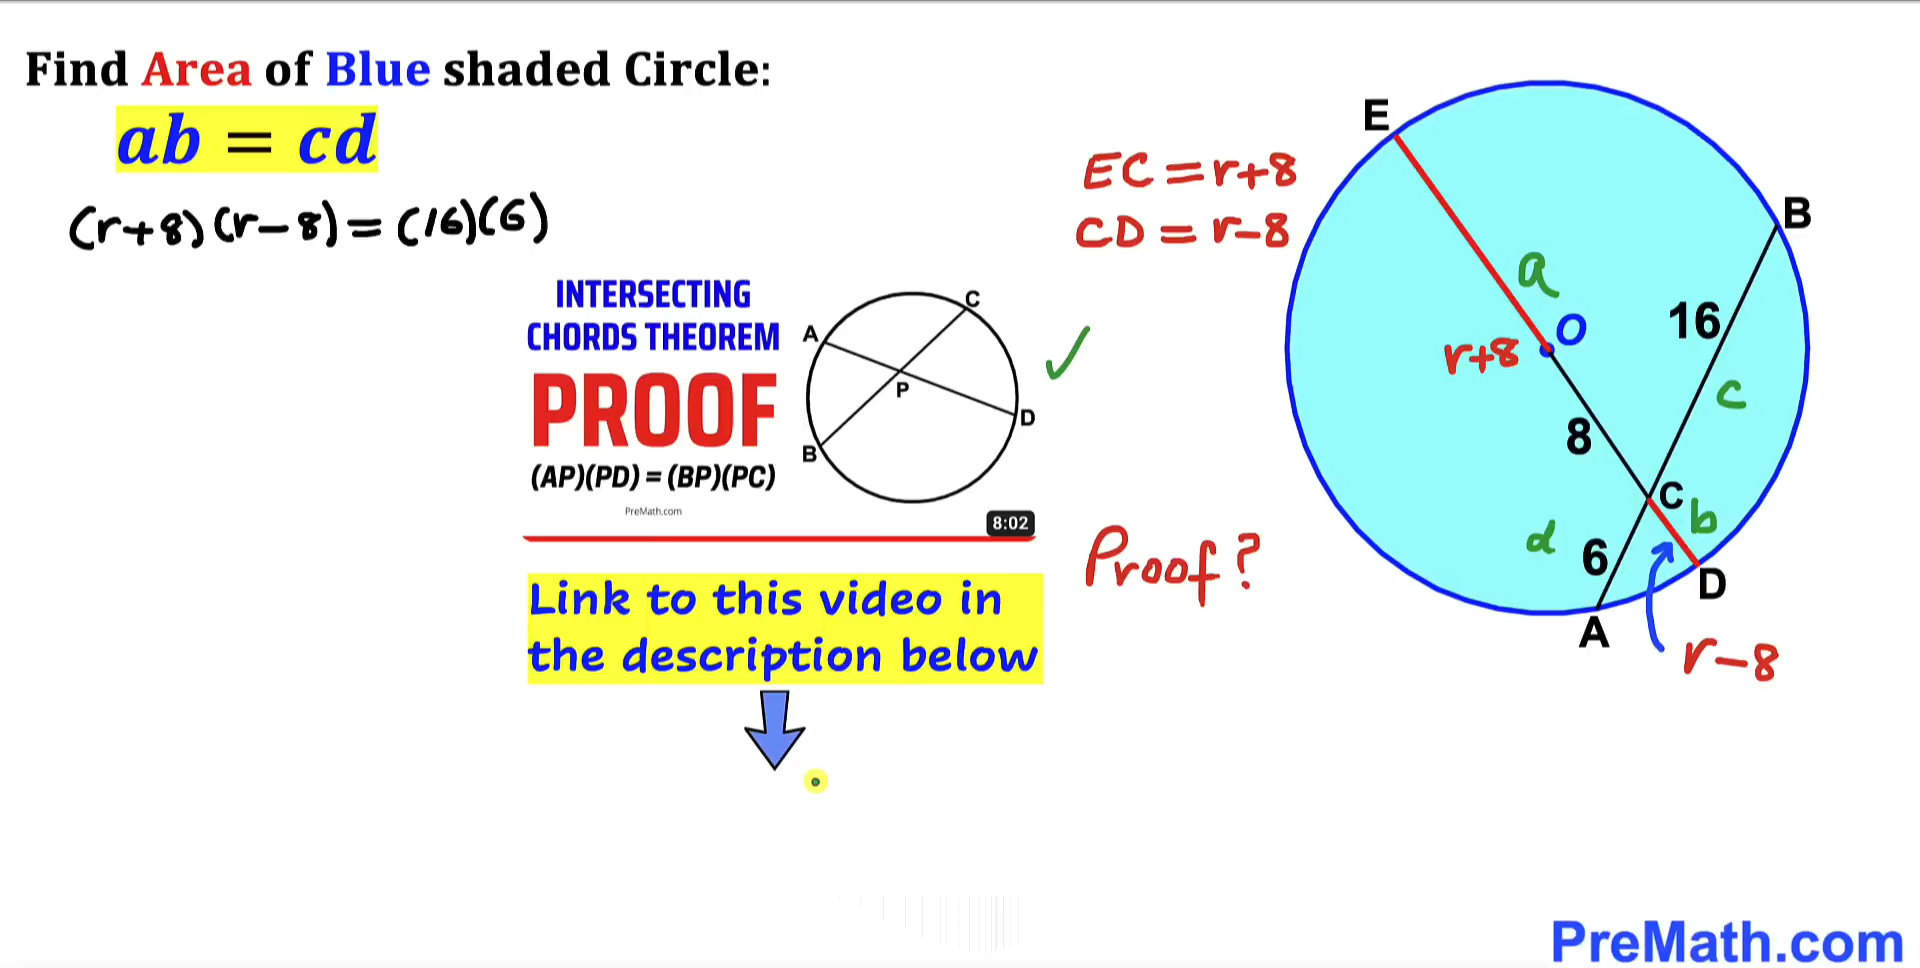 Find Area of Blue shaded Circle:
ab = cd
(r+8)(r-8)=(16)(6)
EC=r+8
CD=r-8
INTERSECTING
CHORDS THEOREM
PROOF
(AP)(PD) = (BP)(PC)
PreMath.com
A
C
P
B
D
8:02
✓
Link to this video in
the description below
Proof?
E
B
a
O
r+8
16
c
8
C
b
d
6
D
A
r-8
PreMath.com